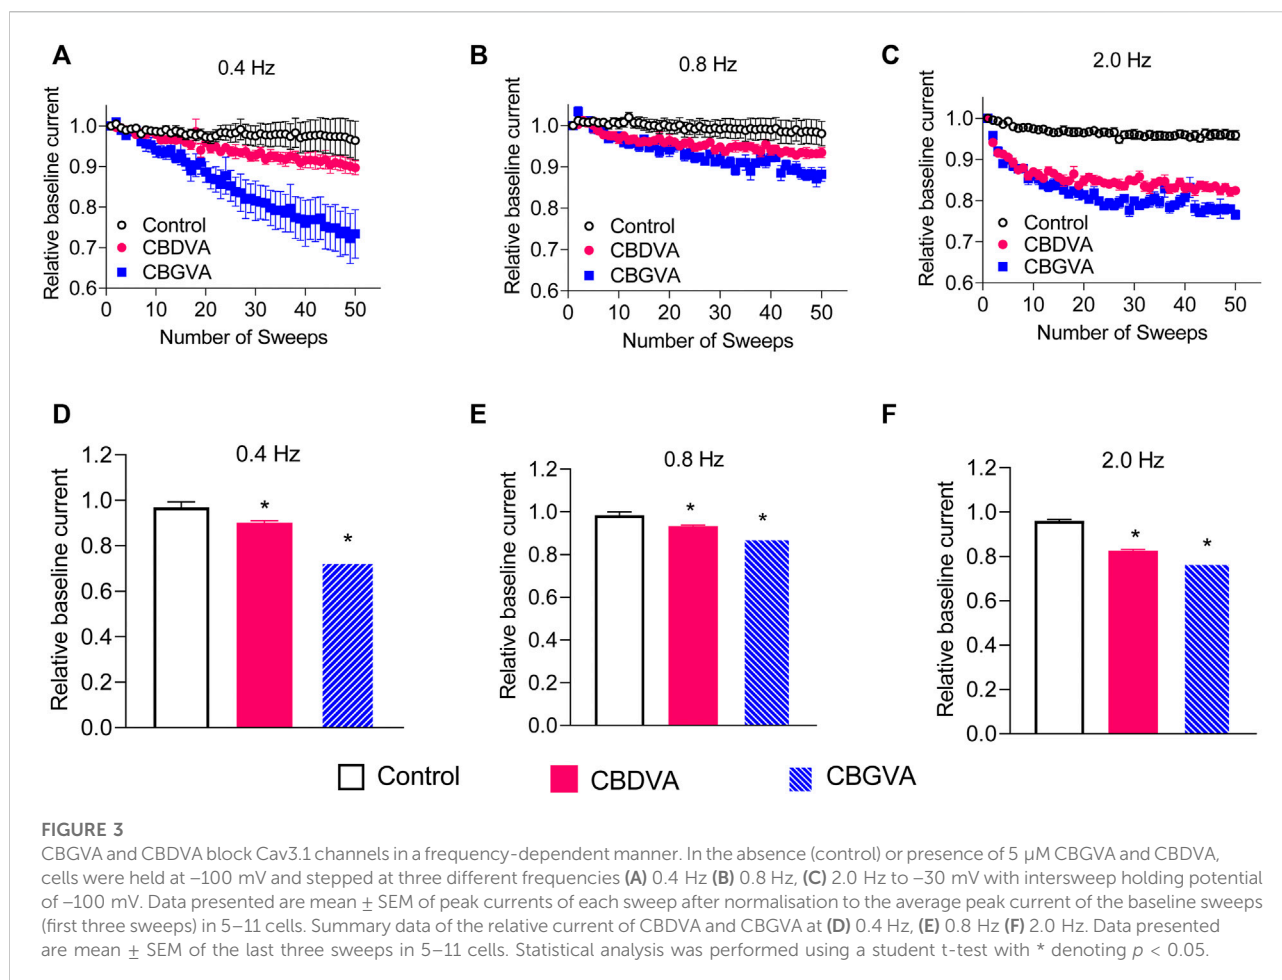 A
0.4 Hz
Relative baseline current
1.0
0.9
0.8
0.7
0.6
Control
CBDVA
CBGVA
0 10 20 30 40 50
Number of Sweeps
B
0.8 Hz
Relative baseline current
1.0
0.9
0.8
0.7
0.6
Control
CBDVA
CBGVA
0 10 20 30 40 50
Number of Sweeps
C
2.0 Hz
Relative baseline current
1.0
0.9
0.8
0.7
0.6
Control
CBDVA
CBGVA
0 10 20 30 40 50
Number of Sweeps
D
0.4 Hz
Relative baseline current
1.2
1.0
0.8
0.6
0.4
0.2
0.0
*
*
E
0.8 Hz
Relative baseline current
1.2
1.0
0.8
0.6
0.4
0.2
0.0
*
*
F
2.0 Hz
Relative baseline current
1.2
1.0
0.8
0.6
0.4
0.2
0.0
*
*
Control CBDVA CBGVA
FIGURE 3
CBGVA and CBDVA block Cav3.1 channels in a frequency-dependent manner. In the absence (control) or presence of 5 µM CBGVA and CBDVA,
cells were held at –100 mV and stepped at three different frequencies (A) 0.4 Hz (B) 0.8 Hz, (C) 2.0 Hz to –30 mV with intersweep holding potential
of –100 mV. Data presented are mean ± SEM of peak currents of each sweep after normalisation to the average peak current of the baseline sweeps
(first three sweeps) in 5–11 cells. Summary data of the relative current of CBDVA and CBGVA at (D) 0.4 Hz, (E) 0.8 Hz (F) 2.0 Hz. Data presented
are mean ± SEM of the last three sweeps in 5–11 cells. Statistical analysis was performed using a student t-test with * denoting p < 0.05.